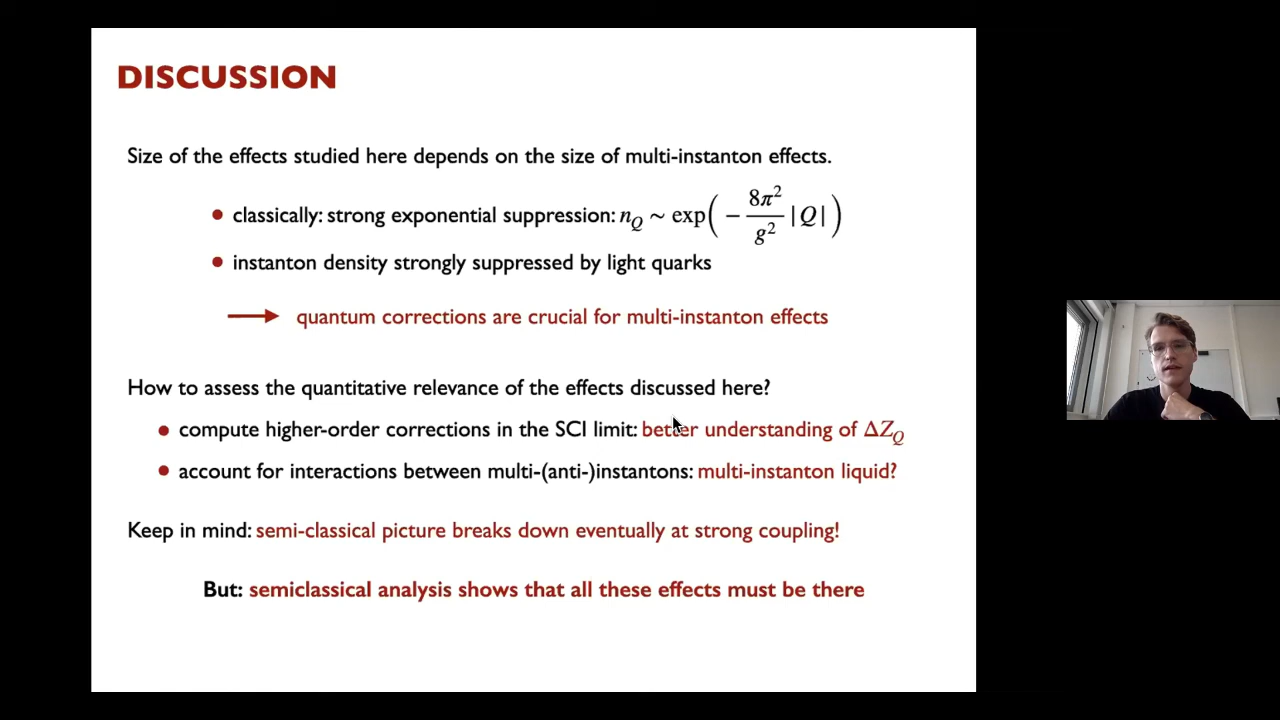 DISCUSSION
Size of the effects studied here depends on the size of multi-instanton effects.
• classically: strong exponential suppression: n_Q ~ exp( − 8π²/g² |Q| )
• instanton density strongly suppressed by light quarks
⟶ quantum corrections are crucial for multi-instanton effects
How to assess the quantitative relevance of the effects discussed here?
• compute higher-order corrections in the SCI limit: better understanding of ΔZ_Q
• account for interactions between multi-(anti-)instantons: multi-instanton liquid?
Keep in mind: semi-classical picture breaks down eventually at strong coupling!
But: semiclassical analysis shows that all these effects must be there